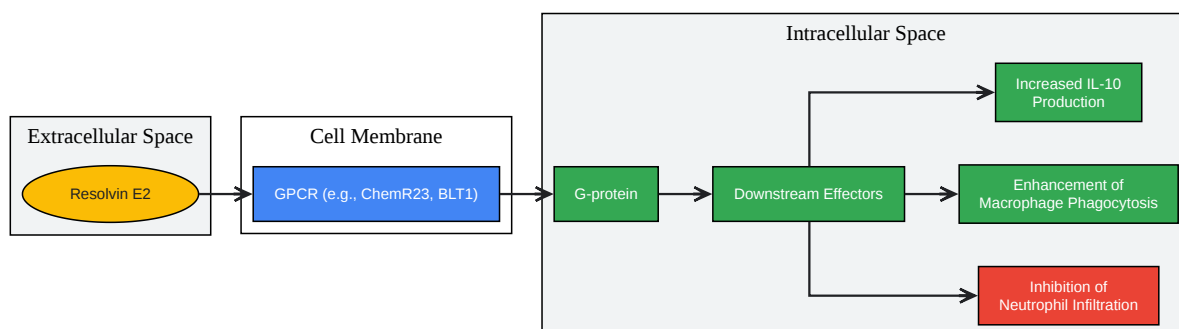 Intracellular Space
Increased IL-10
Production
Extracellular Space
Cell Membrane
Resolvin E2
GPCR (e.g., ChemR23, BLT1)
G-protein
Downstream Effectors
Enhancement of
Macrophage Phagocytosis
Inhibition of
Neutrophil Infiltration